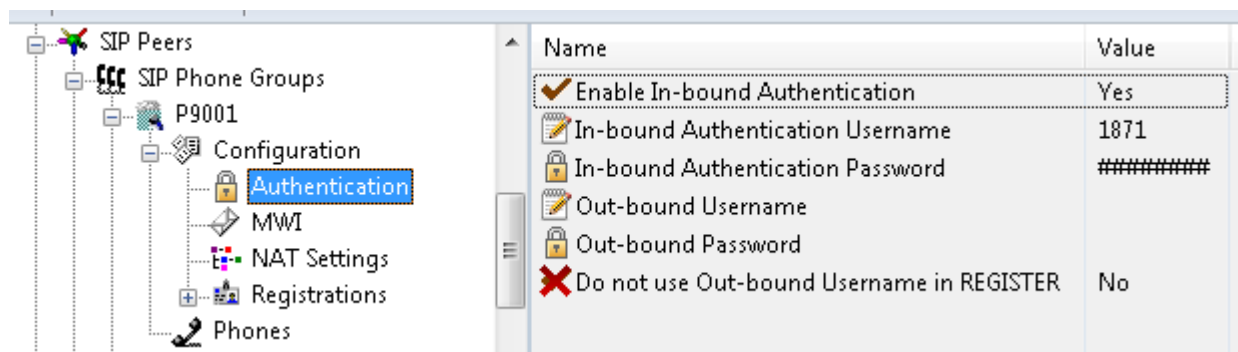 SIP Peers
SIP Phone Groups
P9001
Configuration
Authentication
MWI
NAT Settings
Registrations
Phones
Name Value
Enable In-bound Authentication Yes
In-bound Authentication Username 1871
In-bound Authentication Password ########
Out-bound Username
Out-bound Password
Do not use Out-bound Username in REGISTER No